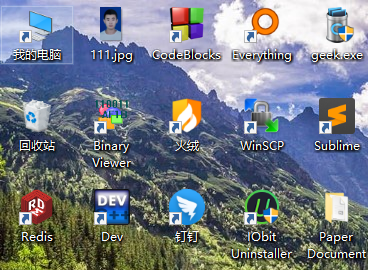 我的电脑
111.jpg
CodeBlocks
Everything
geek.exe
回收站
Binary
Viewer
火绒
WinSCP
Sublime
Redis
DEV
C++
Dev
钉钉
IObit
Uninstaller
Paper
Document